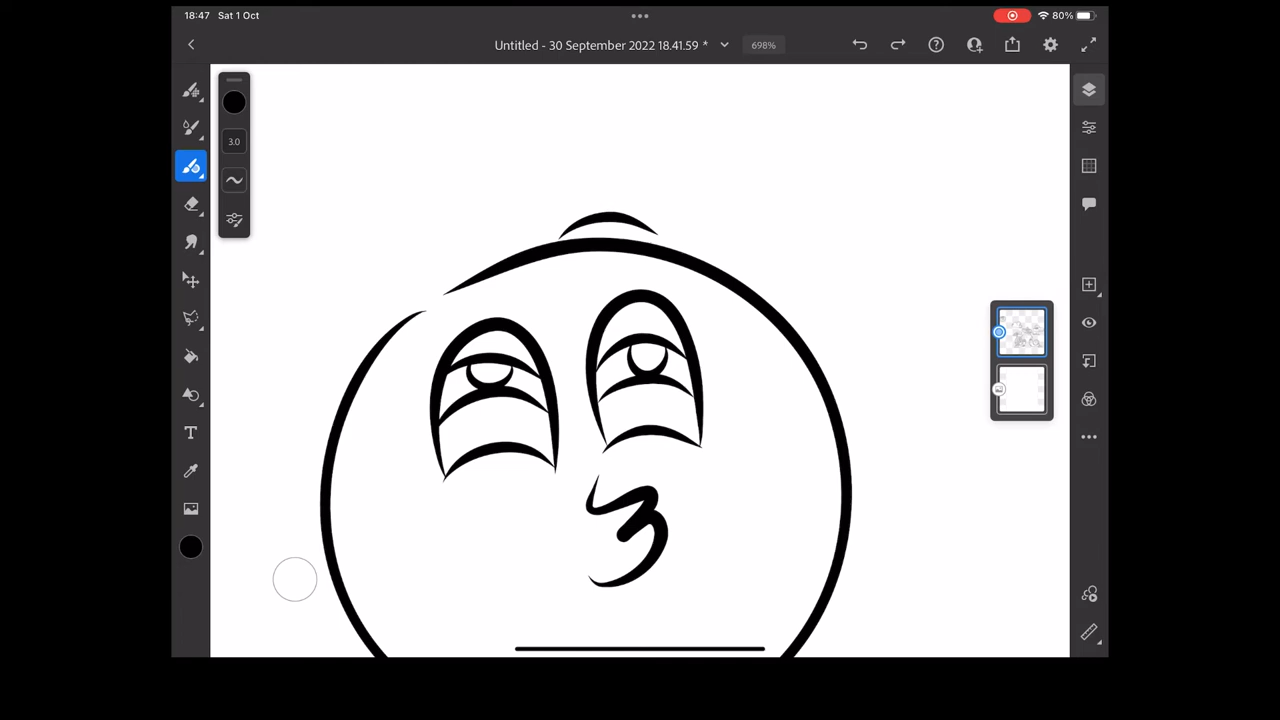 18:47 Sat 1 Oct
80%
Untitled - 30 September 2022 18.41.59 *
698%
3.0